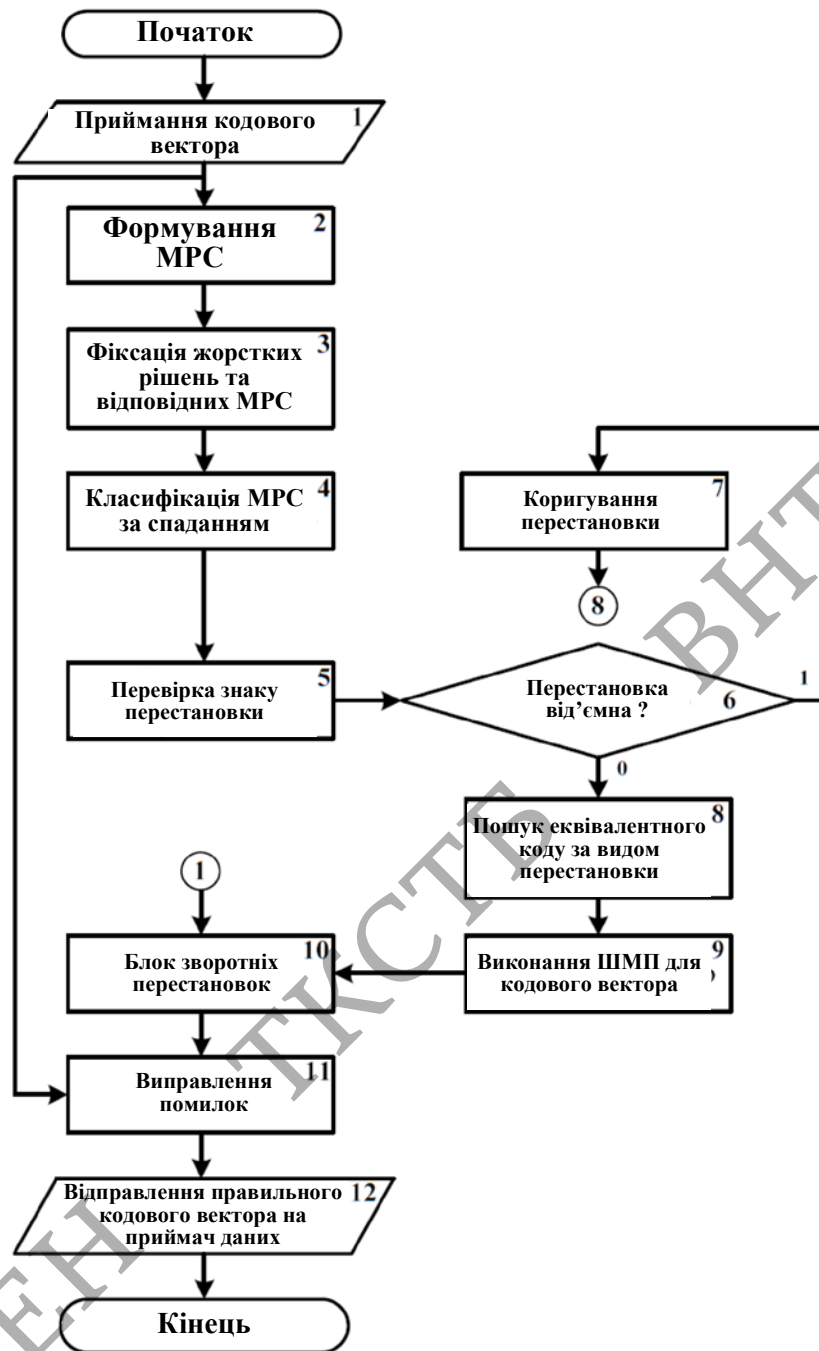 Початок
1
Приймання кодового
вектора
2
Формування
МРС
3
Фіксація жорстких
рішень та
відповідних МРС
4
Класифікація МРС
за спаданням
7
Коригування
перестановки
8
5
Перевірка знаку
перестановки
Перестановка
від’ємна ?
6
1
0
8
Пошук еквівалентного
коду за видом
перестановки
1
10
Блок зворотніх
перестановок
9
Виконання ШМП для
кодового вектора
11
Виправлення
помилок
Відправлення правильного 12
кодового вектора на
приймач даних
Кінець
ЕН ТКСТБ ВНТ